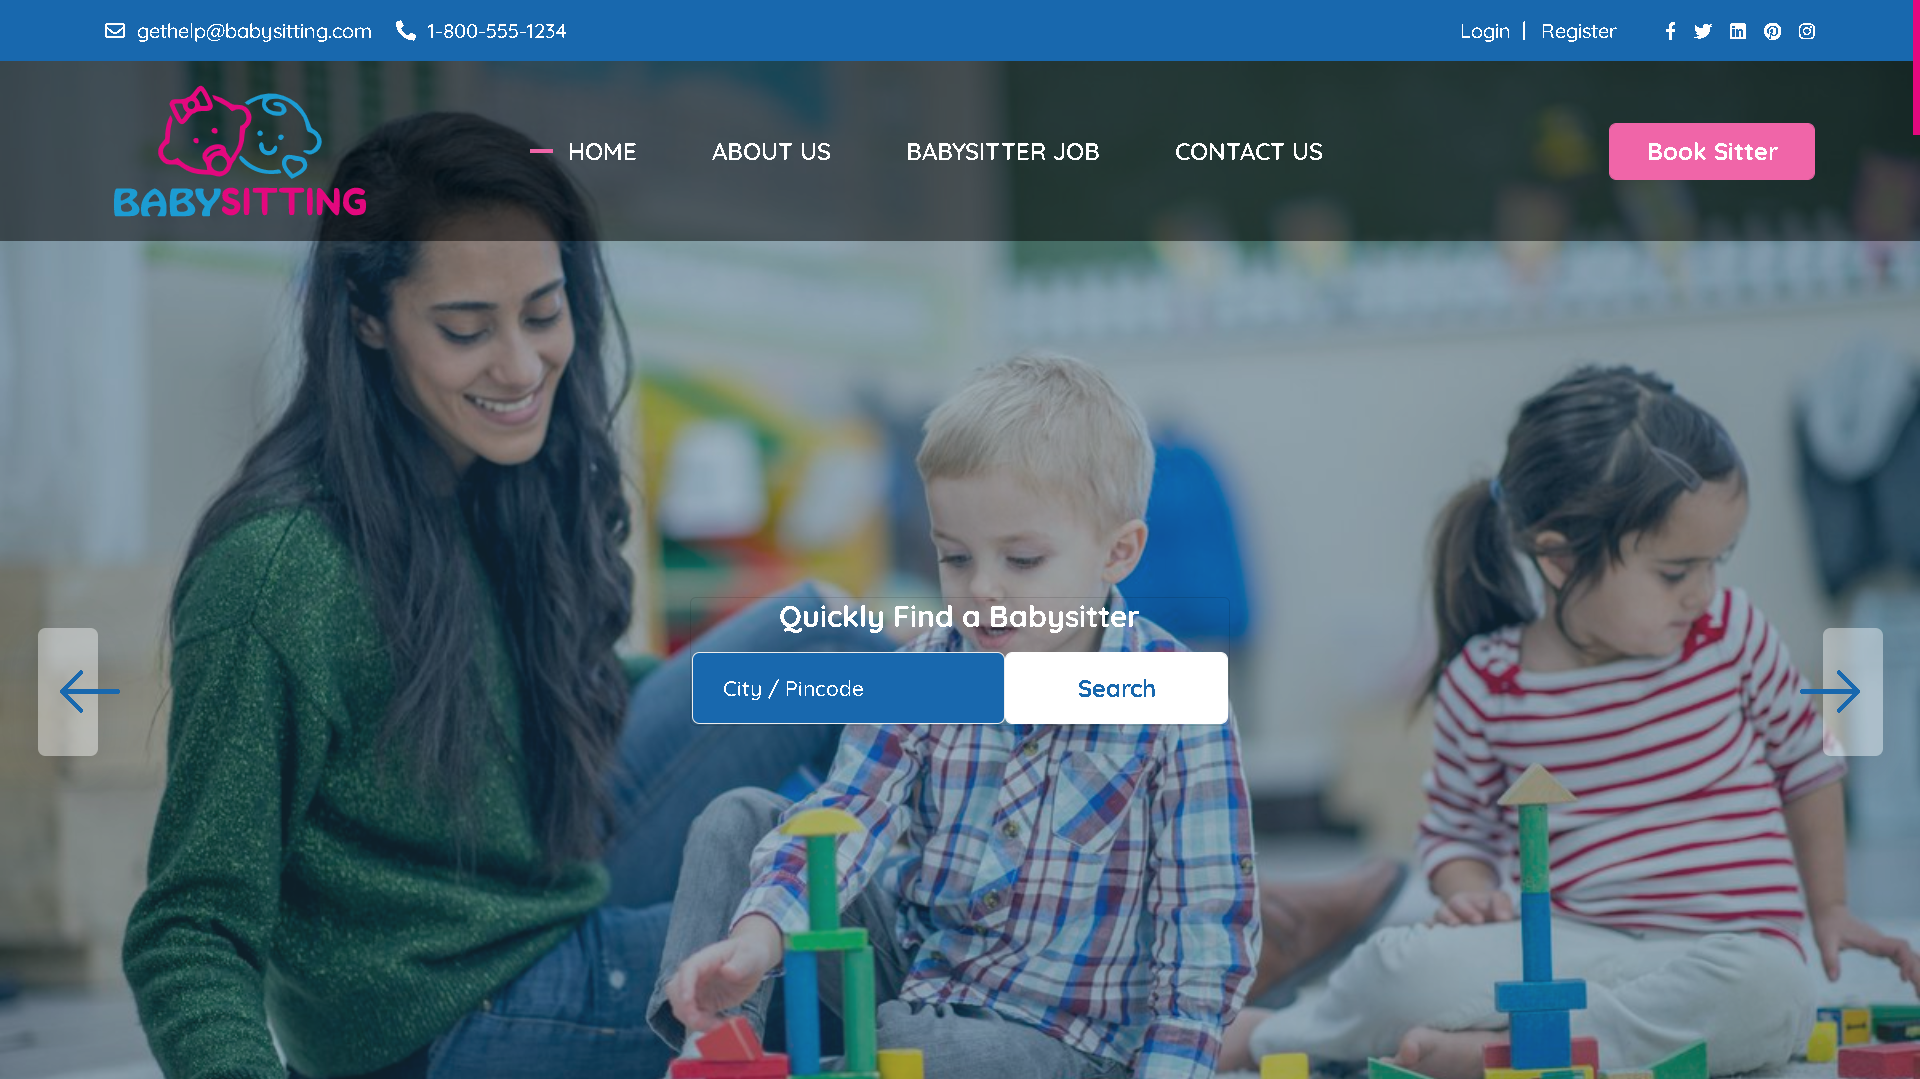 gethelp@babysitting.com 1-800-555-1234
Login | Register
BABYSITTING
HOME ABOUT US BABYSITTER JOB CONTACT US
Book Sitter
Quickly Find a Babysitter
City / Pincode Search